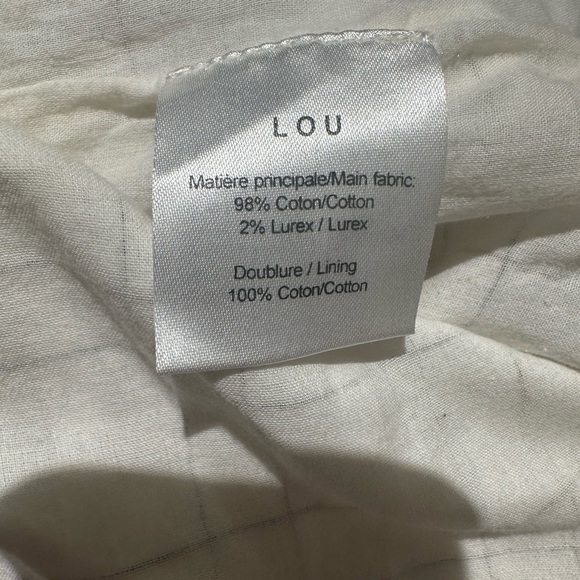 LOU
Matière principale/Main fabric:
98% Coton/Cotton
2% Lurex / Lurex
Doublure / Lining
100% Coton/Cotton